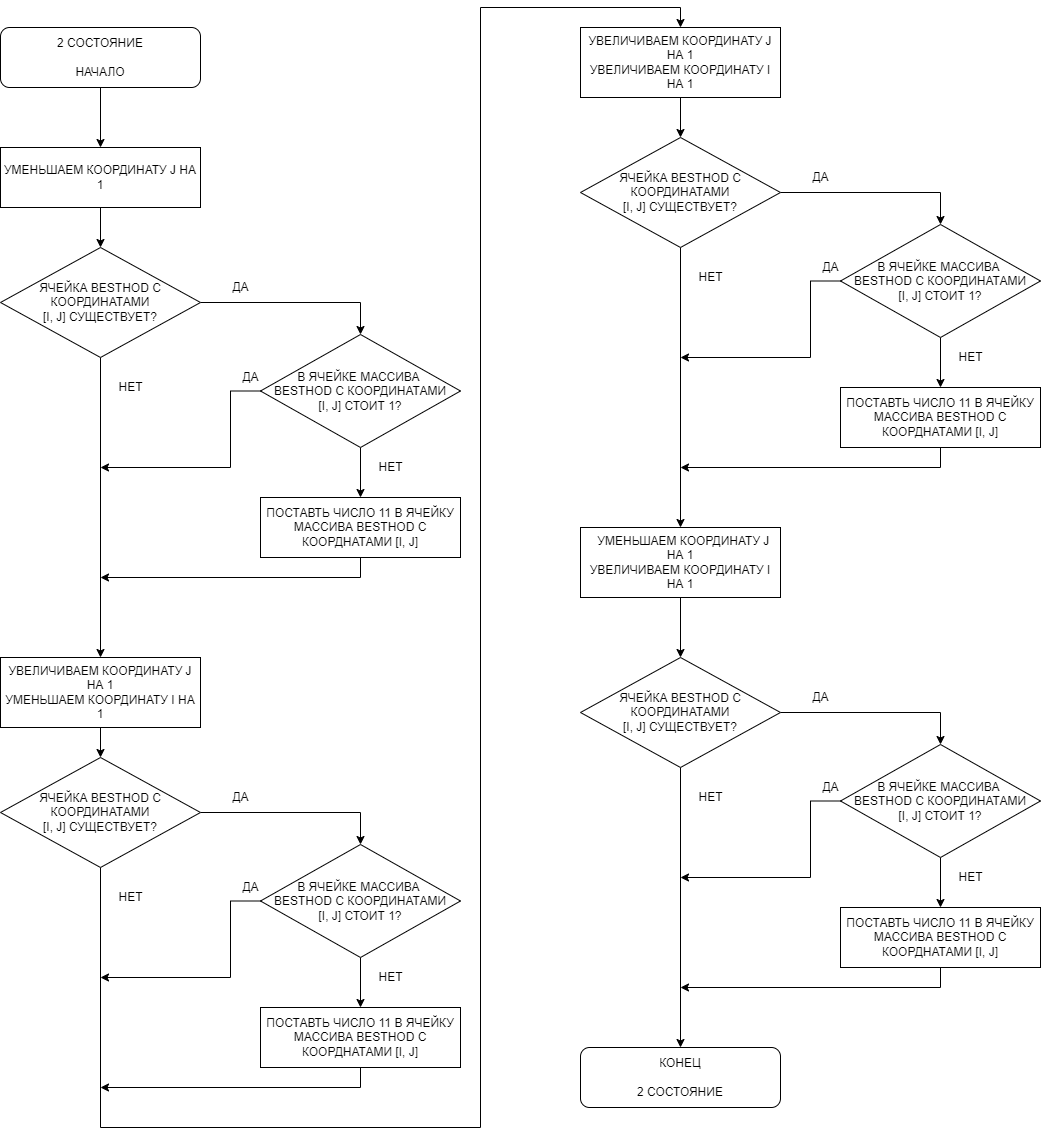 2 СОСТОЯНИЕ
НАЧАЛО
УМЕНЬШАЕМ КООРДИНАТУ J НА
1
ЯЧЕЙКА BESTHOD С
КООРДИНАТАМИ
[I, J] СУЩЕСТВУЕТ?
ДА
НЕТ
В ЯЧЕЙКЕ МАССИВА
BESTHOD С КООРДИНАТАМИ
[I, J] СТОИТ 1?
ДА
НЕТ
ПОСТАВТЬ ЧИСЛО 11 В ЯЧЕЙКУ
МАССИВА BESTHOD С
КООРДНАТАМИ [I, J]
УВЕЛИЧИВАЕМ КООРДИНАТУ J
НА 1
УМЕНЬШАЕМ КООРДИНАТУ I НА
1
ЯЧЕЙКА BESTHOD С
КООРДИНАТАМИ
[I, J] СУЩЕСТВУЕТ?
ДА
НЕТ
В ЯЧЕЙКЕ МАССИВА
BESTHOD С КООРДИНАТАМИ
[I, J] СТОИТ 1?
ДА
НЕТ
ПОСТАВТЬ ЧИСЛО 11 В ЯЧЕЙКУ
МАССИВА BESTHOD С
КООРДНАТАМИ [I, J]
УВЕЛИЧИВАЕМ КООРДИНАТУ J
НА 1
УВЕЛИЧИВАЕМ КООРДИНАТУ I
НА 1
ЯЧЕЙКА BESTHOD С
КООРДИНАТАМИ
[I, J] СУЩЕСТВУЕТ?
ДА
НЕТ
В ЯЧЕЙКЕ МАССИВА
BESTHOD С КООРДИНАТАМИ
[I, J] СТОИТ 1?
ДА
НЕТ
ПОСТАВТЬ ЧИСЛО 11 В ЯЧЕЙКУ
МАССИВА BESTHOD С
КООРДНАТАМИ [I, J]
УМЕНЬШАЕМ КООРДИНАТУ J
НА 1
УВЕЛИЧИВАЕМ КООРДИНАТУ I
НА 1
ЯЧЕЙКА BESTHOD С
КООРДИНАТАМИ
[I, J] СУЩЕСТВУЕТ?
ДА
НЕТ
В ЯЧЕЙКЕ МАССИВА
BESTHOD С КООРДИНАТАМИ
[I, J] СТОИТ 1?
ДА
НЕТ
ПОСТАВТЬ ЧИСЛО 11 В ЯЧЕЙКУ
МАССИВА BESTHOD С
КООРДНАТАМИ [I, J]
КОНЕЦ
2 СОСТОЯНИЕ